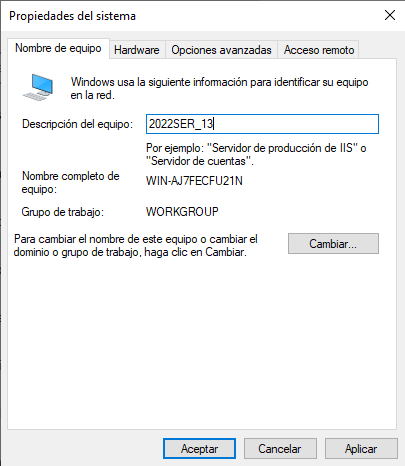 Propiedades del sistema
Nombre de equipo Hardware Opciones avanzadas Acceso remoto
Windows usa la siguiente información para identificar su equipo
en la red.
Descripción del equipo: 2022SER_13
Por ejemplo: "Servidor de producción de IIS" o
"Servidor de cuentas".
Nombre completo de
equipo: WIN-AJ7FECFU21N
Grupo de trabajo: WORKGROUP
Para cambiar el nombre de este equipo o cambiar el
dominio o grupo de trabajo, haga clic en Cambiar.
Cambiar...
Aceptar Cancelar Aplicar